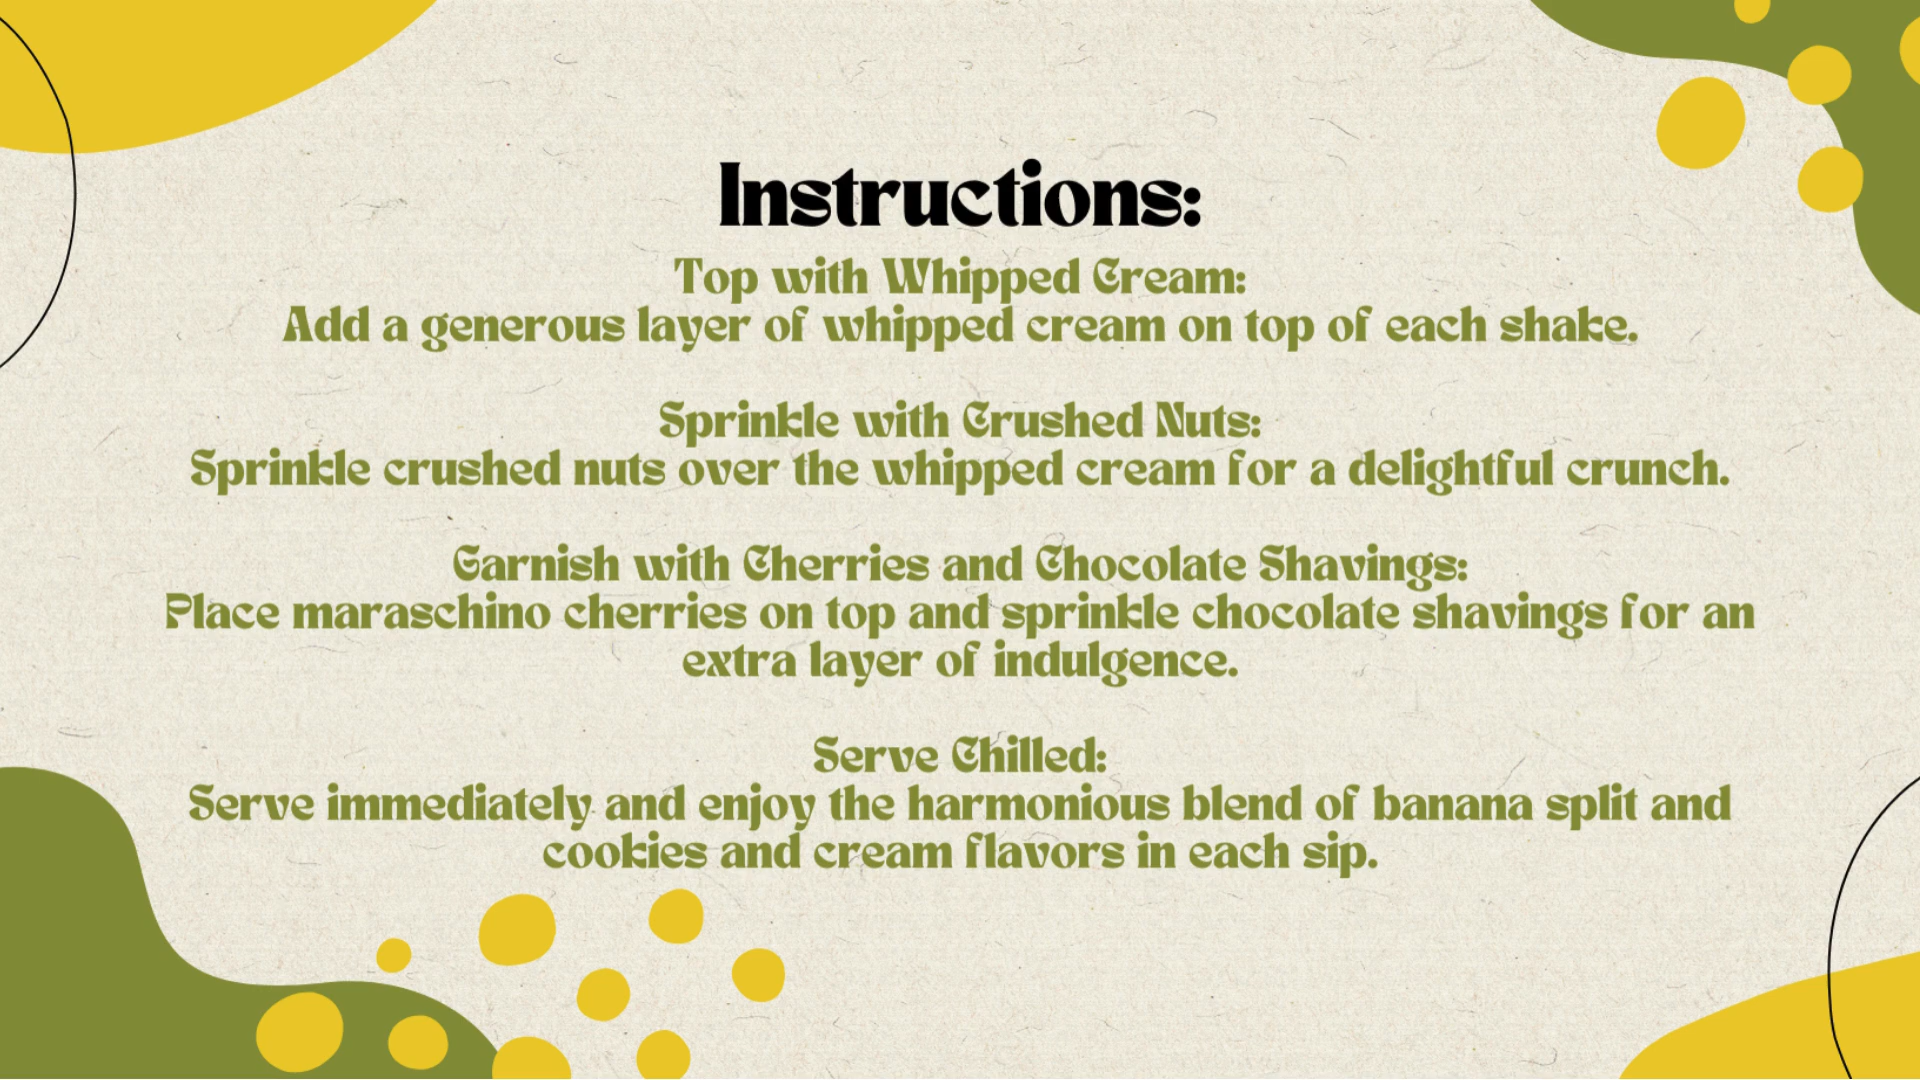 Instructions:
Top with Whipped Cream:
Add a generous layer of whipped cream on top of each shake.
Sprinkle with Crushed Nuts:
Sprinkle crushed nuts over the whipped cream for a delightful crunch.
Garnish with Cherries and Chocolate Shavings:
Place maraschino cherries on top and sprinkle chocolate shavings for an
extra layer of indulgence.
Serve Chilled:
Serve immediately and enjoy the harmonious blend of banana split and
cookies and cream flavors in each sip.